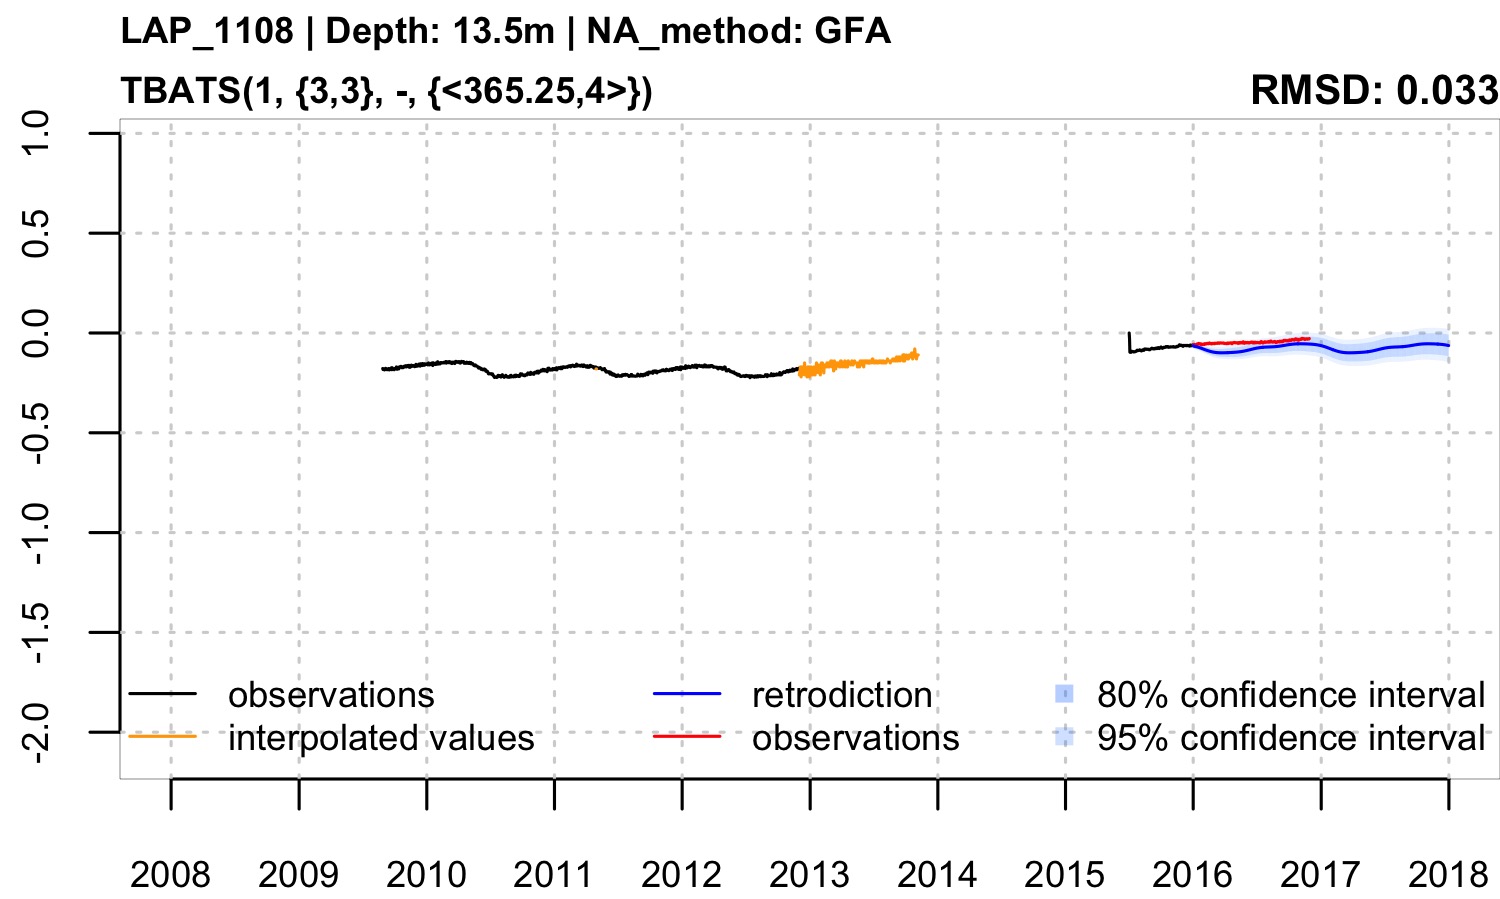 LAP_1108 | Depth: 13.5m | NA_method: GFA
TBATS(1, {3,3}, -, {<365.25,4>})
RMSD: 0.033
1.0
0.5
0.0
-0.5
-1.0
-1.5
-2.0
observations
interpolated values
retrodiction
observations
80% confidence interval
95% confidence interval
2008 2009 2010 2011 2012 2013 2014 2015 2016 2017 2018